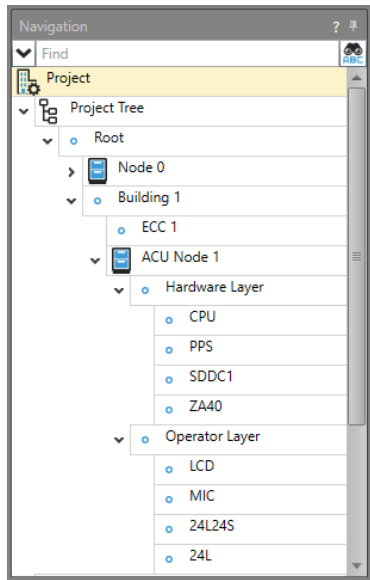 Navigation ?
Find ABC
Project
Project Tree
Root
Node 0
Building 1
ECC 1
ACU Node 1
Hardware Layer
CPU
PPS
SDDC1
ZA40
Operator Layer
LCD
MIC
24L24S
24L